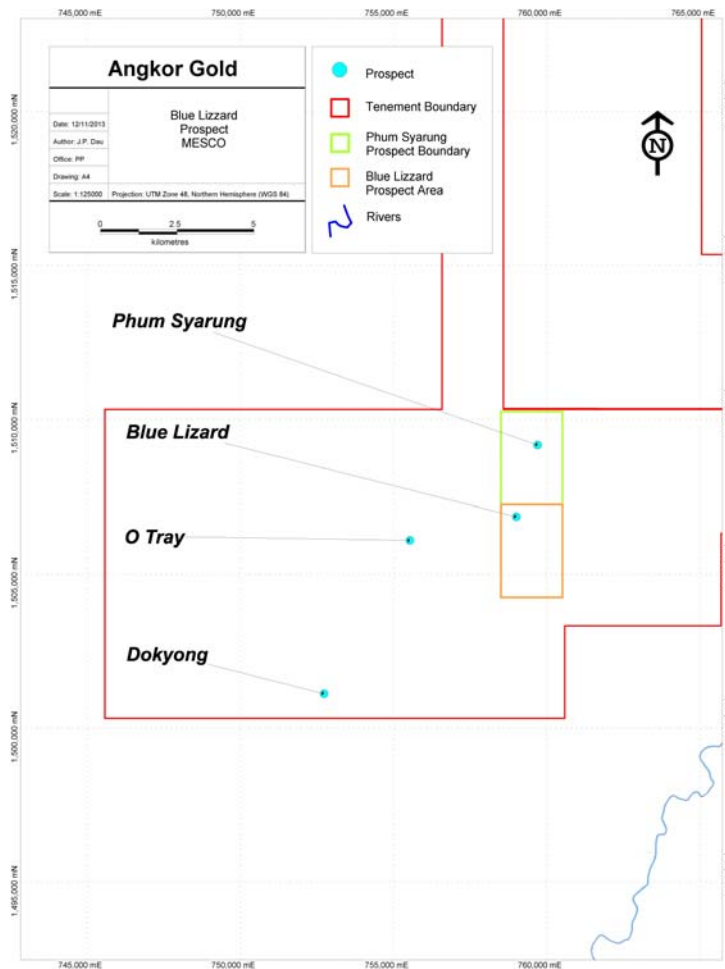 745,000 mE 750,000 mE 755,000 mE 760,000 mE 765,000 mE
Angkor Gold
Date: 12/11/2013
Author: J.P. Dau
Office: PP
Drawing: A4
Scale: 1:125000
Blue Lizzard
Prospect
MESCO
Projection: UTM Zone 48, Northern Hemisphere (WGS 84)
0 2.5 5
kilometres
Prospect
Tenement Boundary
Phum Syarung
Prospect Boundary
Blue Lizzard
Prospect Area
Rivers
N
1,520,000 mN
1,515,000 mN
1,510,000 mN
1,505,000 mN
1,500,000 mN
1,495,000 mN
Phum Syarung
Blue Lizard
O Tray
Dokyong
745,000 mE 750,000 mE 755,000 mE 760,000 mE